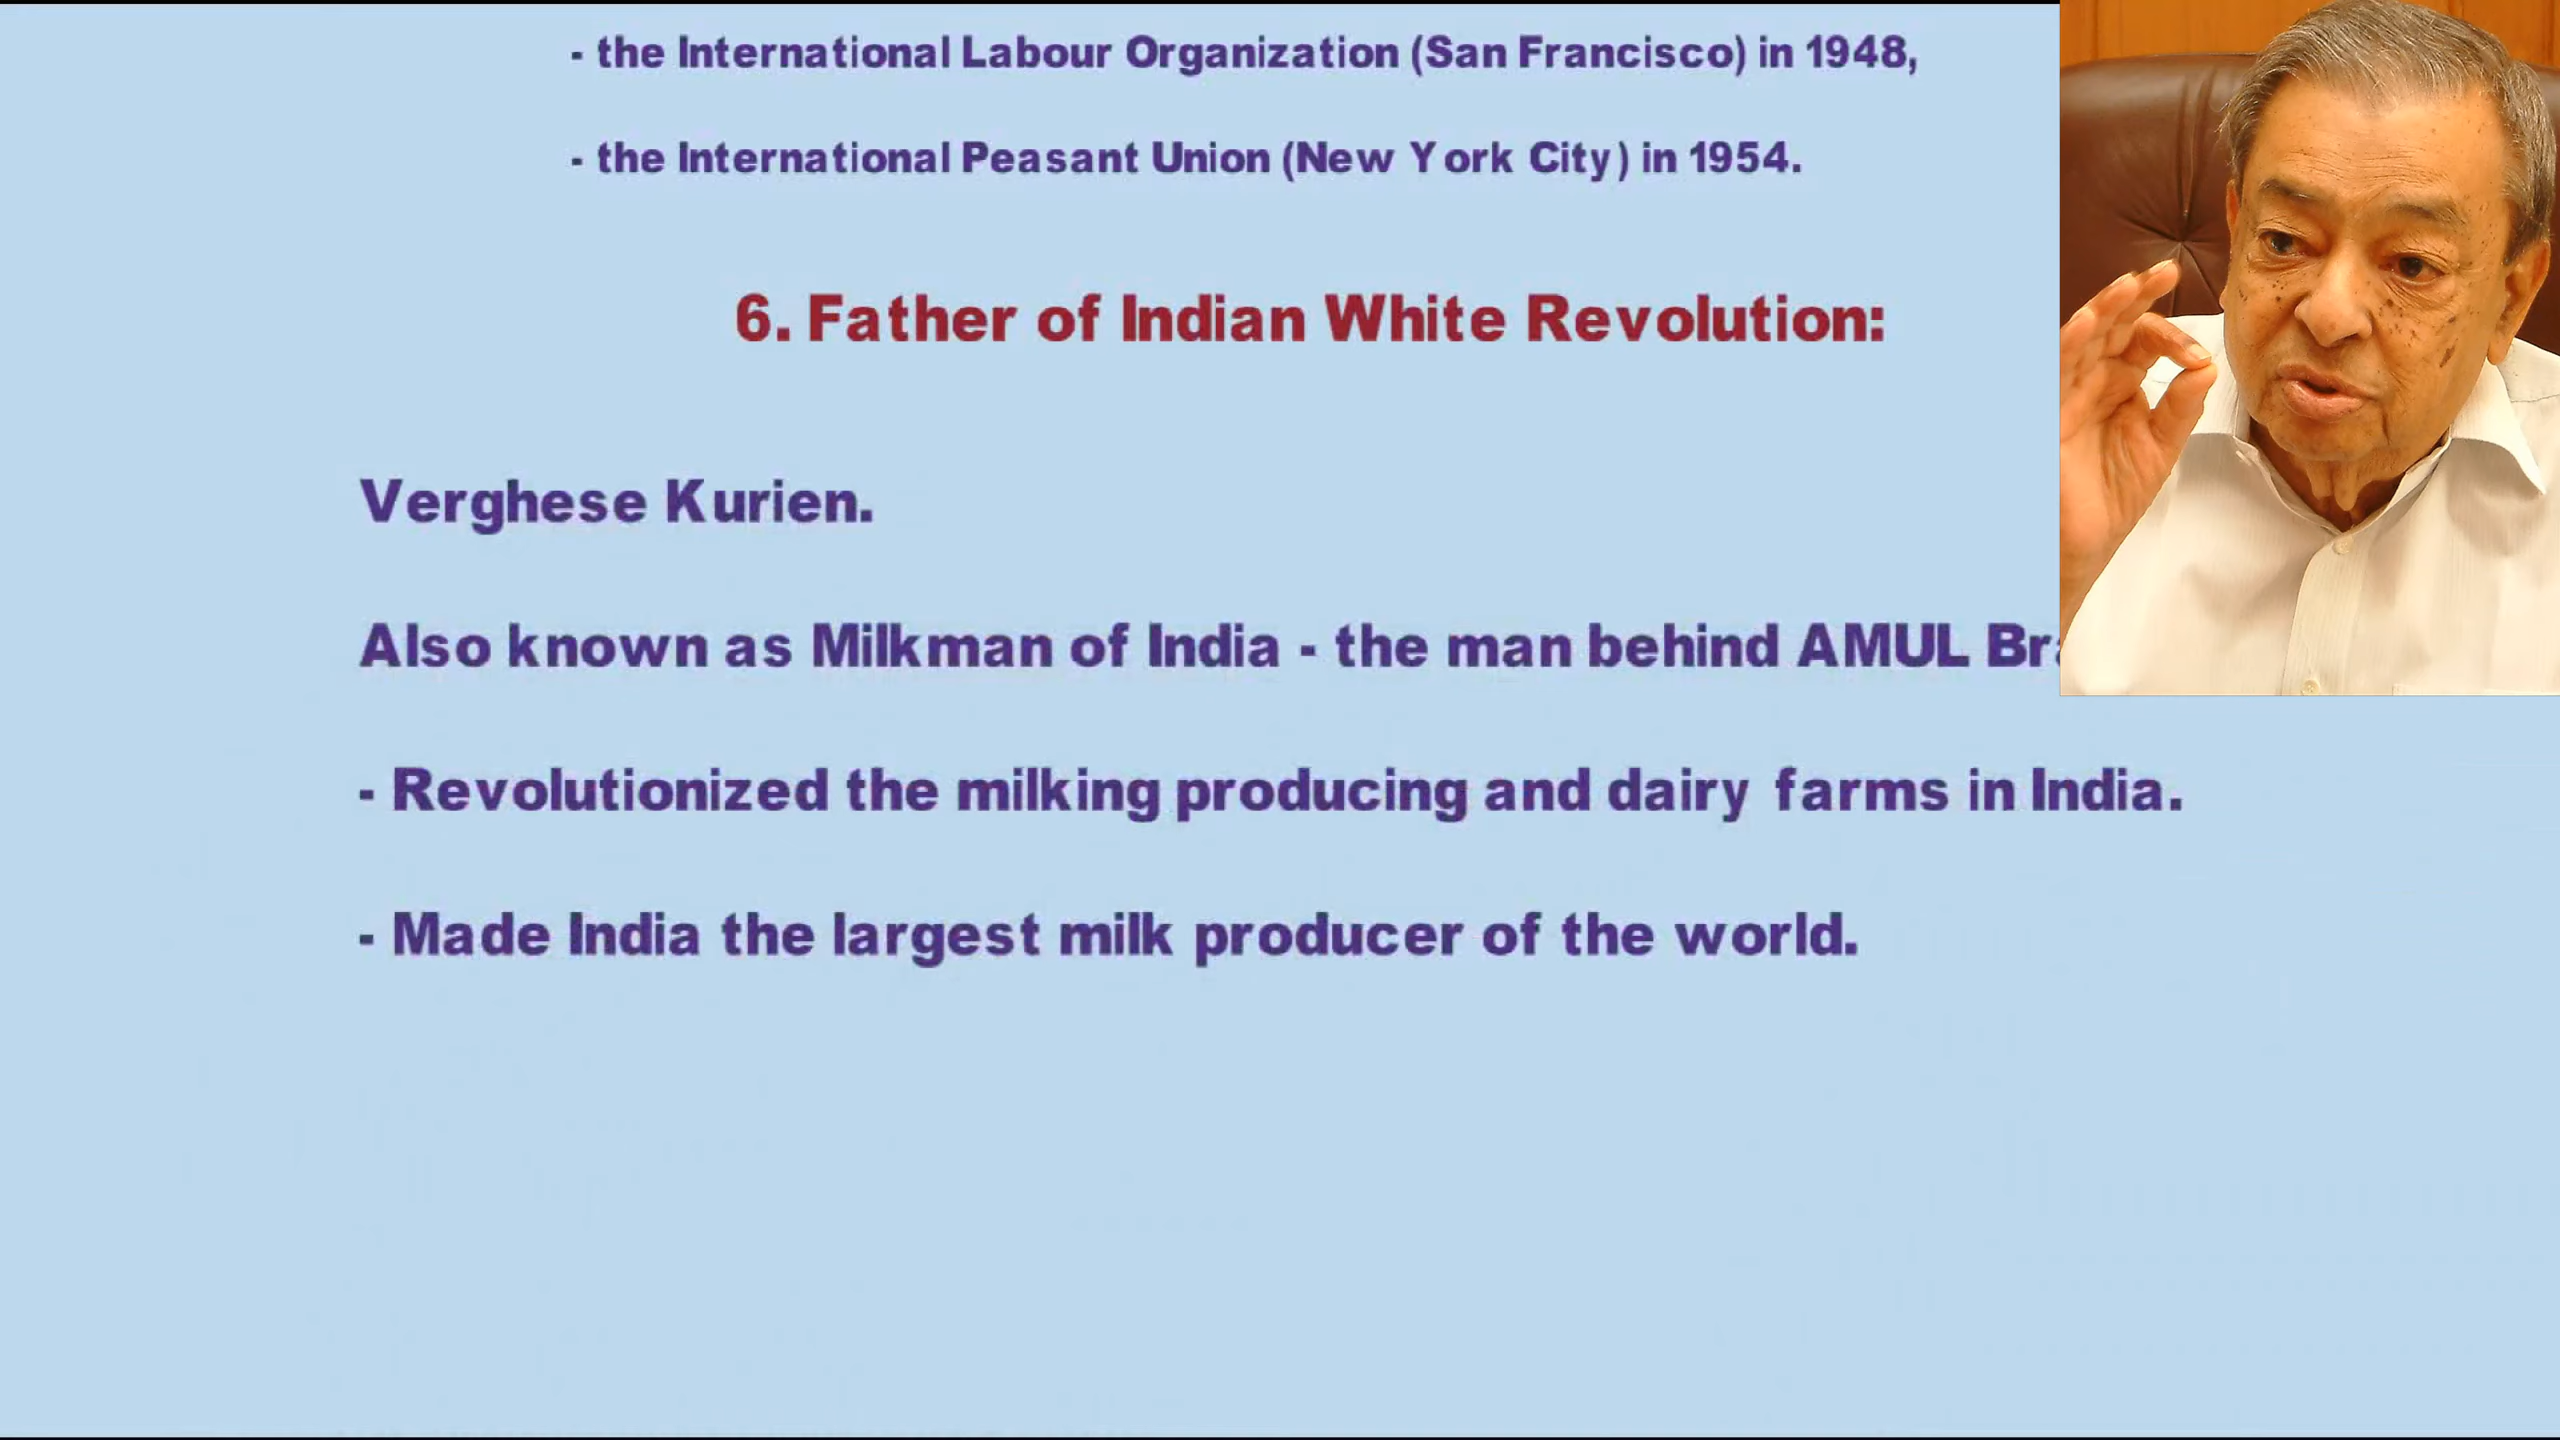 - the International Labour Organization (San Francisco) in 1948,
- the International Peasant Union (New York City) in 1954.
6. Father of Indian White Revolution:
Verghese Kurien.
Also known as Milkman of India - the man behind AMUL
- Revolutionized the milking producing and dairy farms in India.
- Made India the largest milk producer of the world.